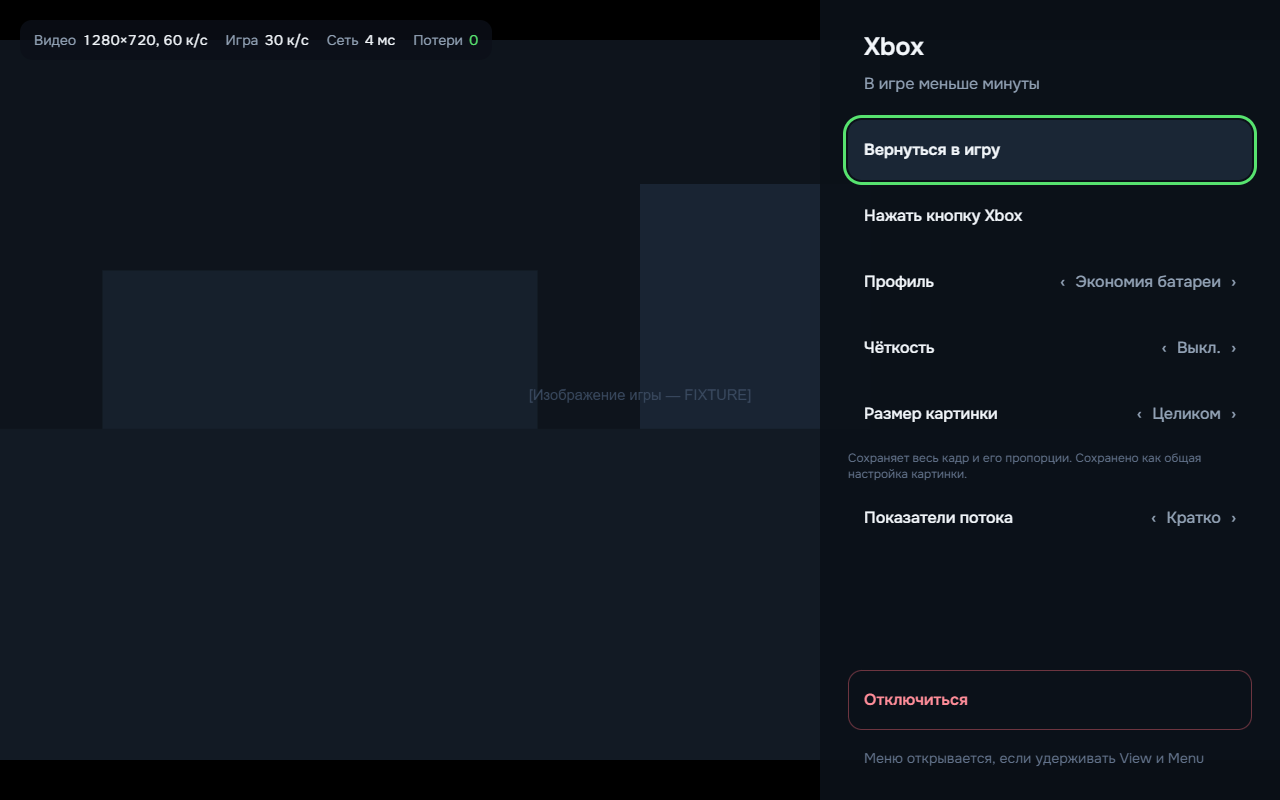 Видео 1280×720, 60 к/с Игра 30 к/с Сеть 4 мс Потери 0
[Изображение игры — FIXTURE]
Xbox
В игре меньше минуты
Вернуться в игру
Нажать кнопку Xbox
Профиль ‹ Экономия батареи ›
Чёткость ‹ Выкл. ›
Размер картинки ‹ Целиком ›
Сохраняет весь кадр и его пропорции. Сохранено как общая
настройка картинки.
Показатели потока ‹ Кратко ›
Отключиться
Меню открывается, если удерживать View и Menu